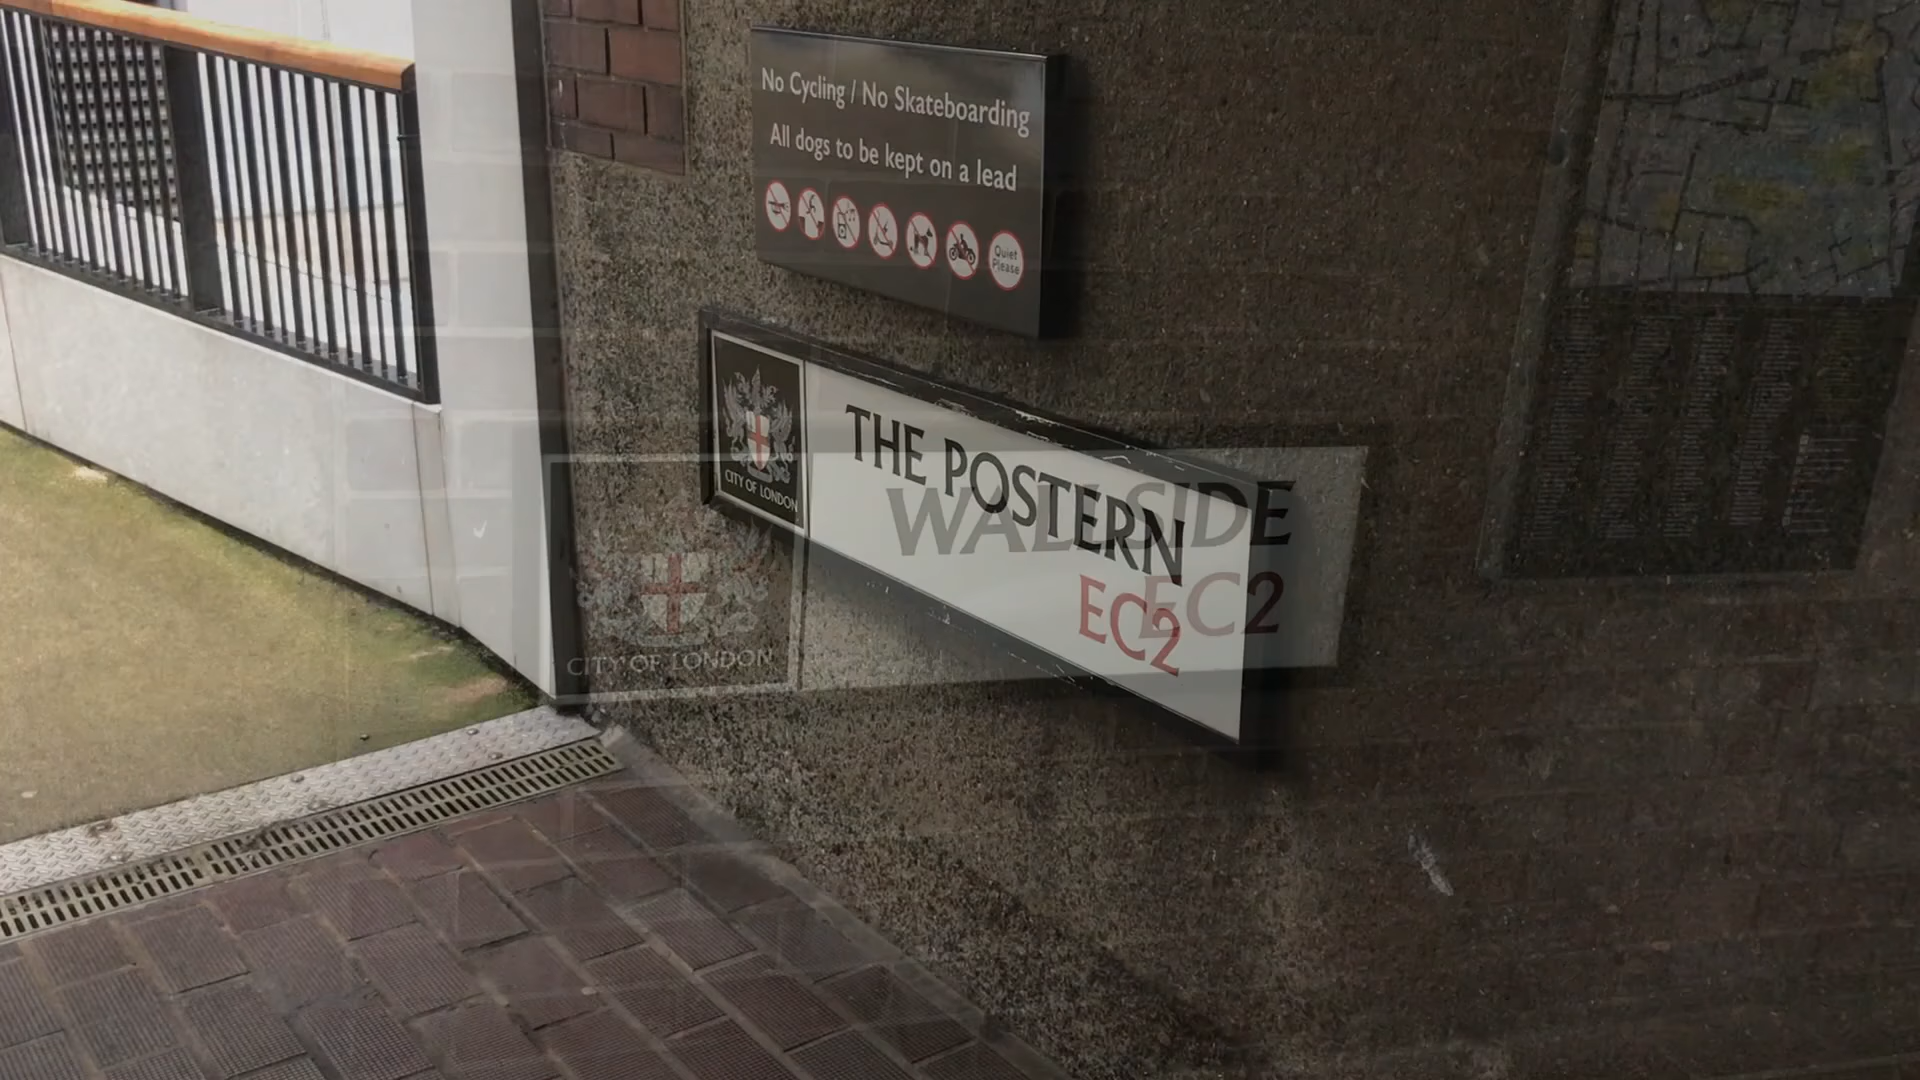 No Cycling / No Skateboarding
All dogs to be kept on a lead
Quiet
Please
THE POSTERN
EC2
CITY OF LONDON
WALLSIDE
EC2
CITY OF LONDON